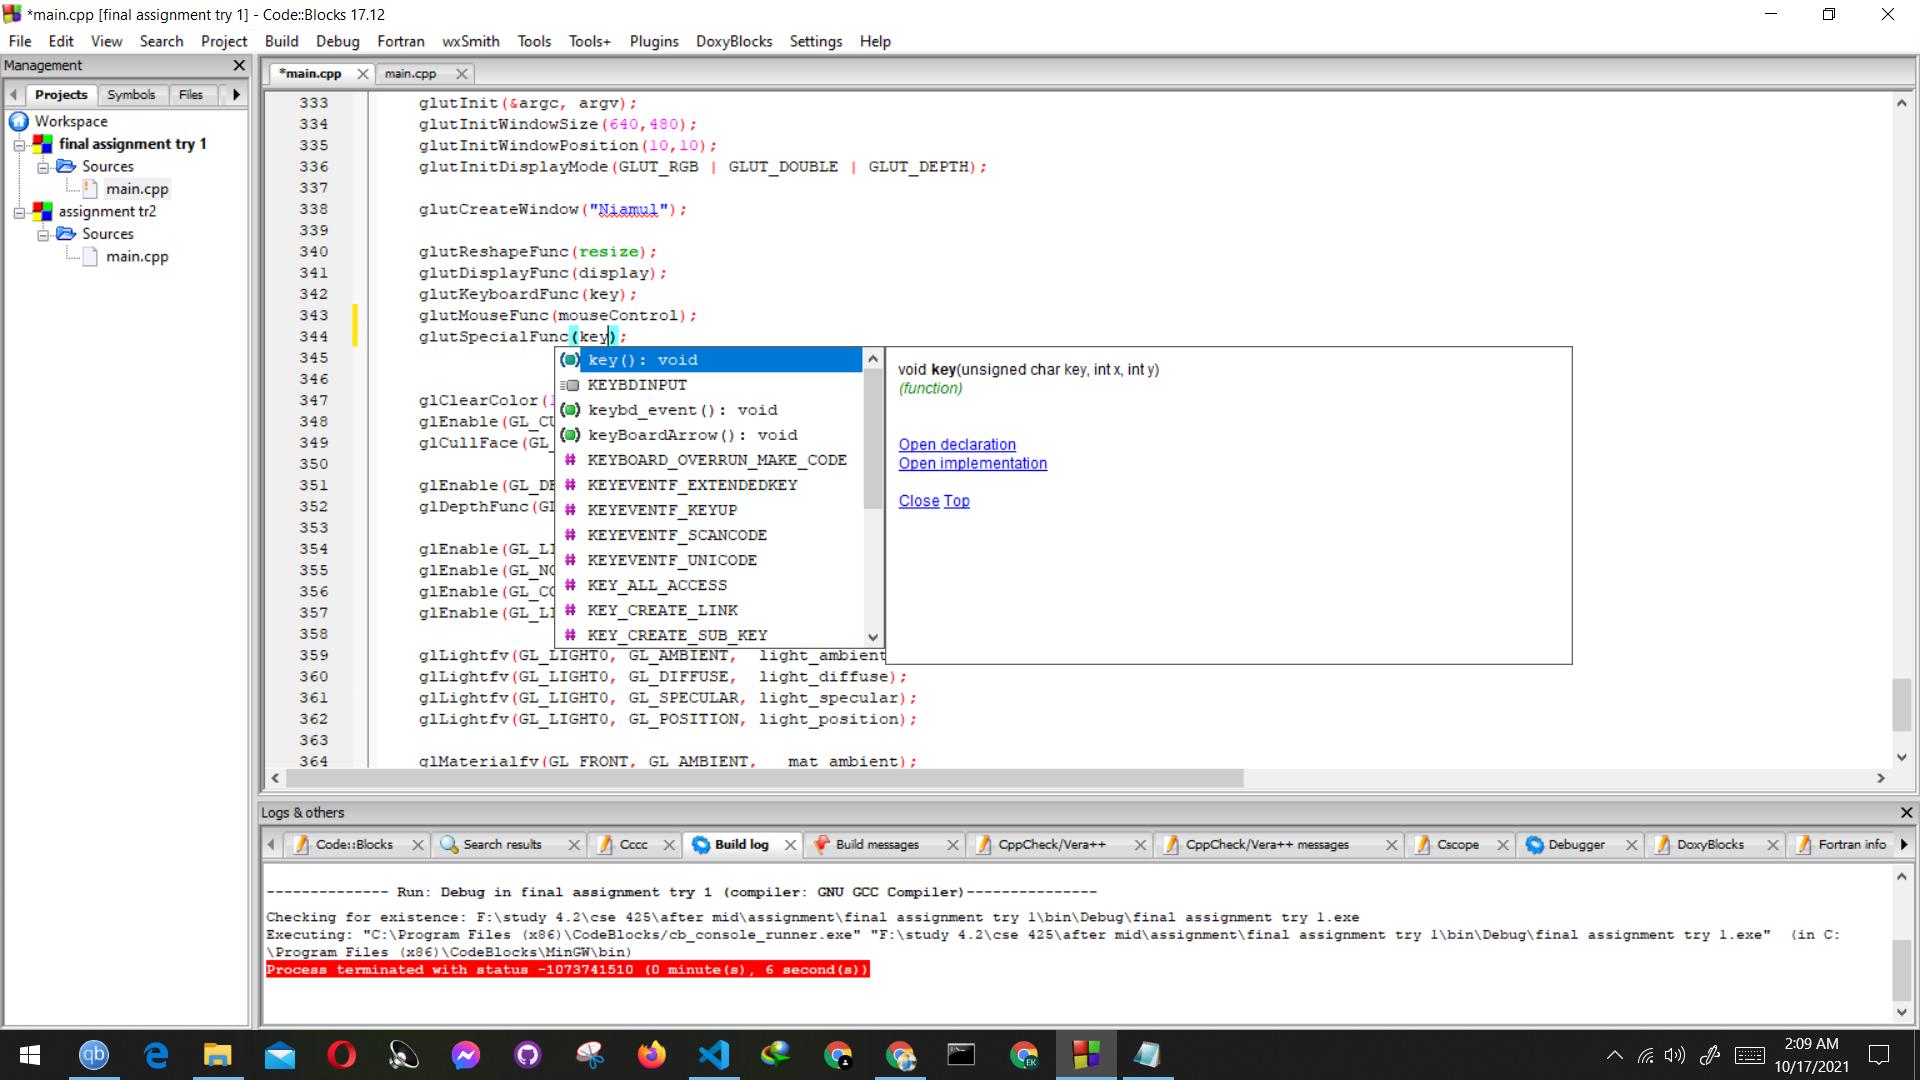 *main.cpp [final assignment try 1] - Code::Blocks 17.12
File Edit View Search Project Build Debug Fortran wxSmith Tools Tools+ Plugins DoxyBlocks Settings Help
Management
Projects Symbols Files
Workspace
final assignment try 1
Sources
main.cpp
assignment tr2
Sources
main.cpp
*main.cpp main.cpp
333 glutInit(&argc, argv);
334 glutInitWindowSize(640,480);
335 glutInitWindowPosition(10,10);
336 glutInitDisplayMode(GLUT_RGB | GLUT_DOUBLE | GLUT_DEPTH);
337
338 glutCreateWindow("Niamul");
339
340 glutReshapeFunc(resize);
341 glutDisplayFunc(display);
342 glutKeyboardFunc(key);
343 glutMouseFunc(mouseControl);
344 glutSpecialFunc(key);
345
346
347 glClearColor(
348 glEnable(GL_CU
349 glCullFace(GL_
350
351 glEnable(GL_DE
352 glDepthFunc(GL
353
354 glEnable(GL_LI
355 glEnable(GL_NO
356 glEnable(GL_CO
357 glEnable(GL_LI
358
359 glLightfv(GL_LIGHT0, GL_AMBIENT, light_ambient
360 glLightfv(GL_LIGHT0, GL_DIFFUSE, light_diffuse);
361 glLightfv(GL_LIGHT0, GL_SPECULAR, light_specular);
362 glLightfv(GL_LIGHT0, GL_POSITION, light_position);
363
364 glMaterialfv(GL_FRONT, GL_AMBIENT, mat_ambient);
key(): void
KEYBDINPUT
keybd_event(): void
keyBoardArrow(): void
KEYBOARD_OVERRUN_MAKE_CODE
KEYEVENTF_EXTENDEDKEY
KEYEVENTF_KEYUP
KEYEVENTF_SCANCODE
KEYEVENTF_UNICODE
KEY_ALL_ACCESS
KEY_CREATE_LINK
KEY_CREATE_SUB_KEY
void key(unsigned char key, int x, int y)
(function)
Open declaration
Open implementation
Close Top
Logs & others
Code::Blocks Search results Cccc Build log Build messages CppCheck/Vera++ CppCheck/Vera++ messages Cscope Debugger DoxyBlocks Fortran info
-------------- Run: Debug in final assignment try 1 (compiler: GNU GCC Compiler)---------------
Checking for existence: F:\study 4.2\cse 425\after mid\assignment\final assignment try 1\bin\Debug\final assignment try 1.exe
Executing: "C:\Program Files (x86)\CodeBlocks/cb_console_runner.exe" "F:\study 4.2\cse 425\after mid\assignment\final assignment try 1\bin\Debug\final assignment try 1.exe" (in C:
\Program Files (x86)\CodeBlocks\MinGW\bin)
Process terminated with status -1073741510 (0 minute(s), 6 second(s))
qb
EK
2:09 AM
10/17/2021